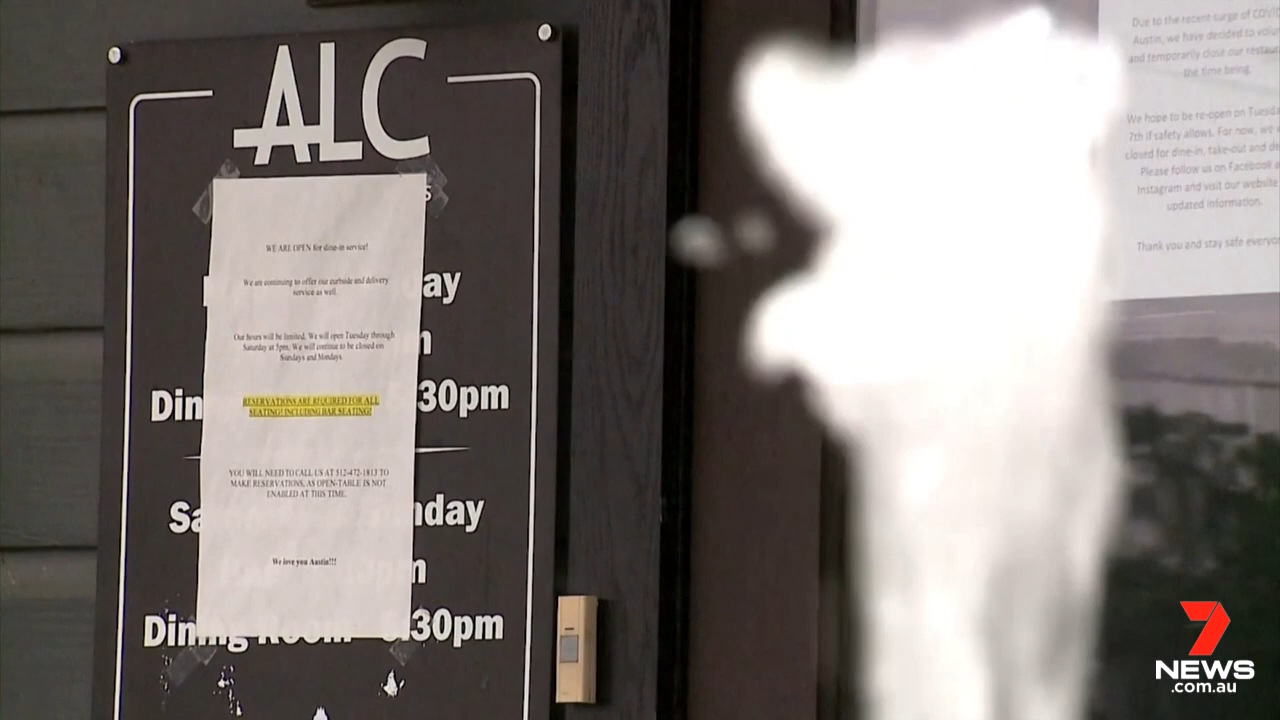 ALC
s
WE ARE OPEN for dine-in service!
We are continuing to offer our curbside and delivery
service as well.
Our hours will be limited. We will open Tuesday through
Saturday at 5pm. We will continue to be closed on
Sundays and Mondays.
RESERVATIONS ARE REQUIRED FOR ALL
SEATING! INCLUDING BAR SEATING!
YOU WILL NEED TO CALL US AT 512-472-1813 TO
MAKE RESERVATIONS, AS OPEN-TABLE IS NOT
ENABLED AT THIS TIME.
We love you Austin!!!
ay
Din 30pm
Sa nday
Dining Room 30pm
Due to the recent surge of COVI
Austin, we have decided to volu
and temporarily close our restau
the time being.
We hope to be re-open on Tuesda
7th if safety allows. For now, we
closed for dine-in, take-out and de
Please follow us on Facebook
Instagram and visit our website
updated information.
Thank you and stay safe everyo
7
NEWS
.com.au